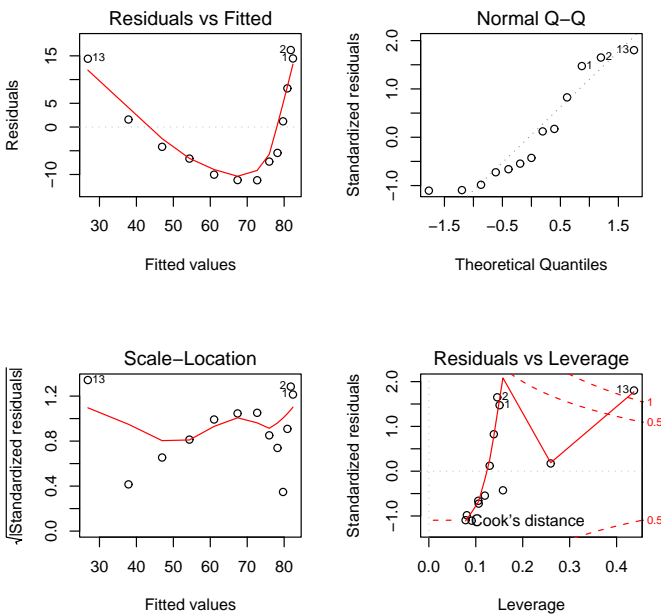 Residuals vs Fitted
Residuals
−10
0
5
15
13
2
1
30 40 50 60 70 80
Fitted values
Normal Q−Q
Standardized residuals
−1.0
0.0
1.0
2.0
1
2
13
−1.5 −0.5 0.5 1.5
Theoretical Quantiles
Scale−Location
√|Standardized residuals|
0.0
0.4
0.8
1.2
13
2
1
30 40 50 60 70 80
Fitted values
Residuals vs Leverage
Standardized residuals
−1.0
0.0
1.0
2.0
13
2
1
1
0.5
0.5
Cook's distance
0.0 0.1 0.2 0.3 0.4
Leverage